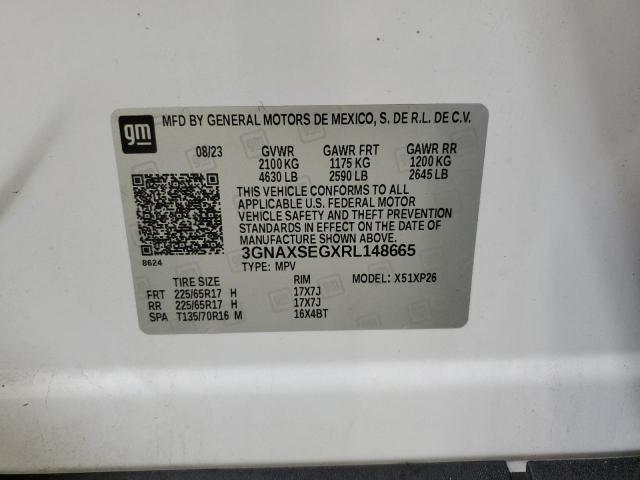 gm
MFD BY GENERAL MOTORS DE MEXICO, S. DE R.L. DE C.V.
08/23 GVWR GAWR FRT GAWR RR
2100 KG 1175 KG 1200 KG
4630 LB 2590 LB 2645 LB
THIS VEHICLE CONFORMS TO ALL
APPLICABLE U.S. FEDERAL MOTOR
VEHICLE SAFETY AND THEFT PREVENTION
STANDARDS IN EFFECT ON THE DATE OF
MANUFACTURE SHOWN ABOVE.
8624 3GNAXSEGXRL148665
TYPE: MPV
TIRE SIZE RIM MODEL: X51XP26
FRT 225/65R17 H 17X7J
RR 225/65R17 H 17X7J
SPA T135/70R16 M 16X4BT